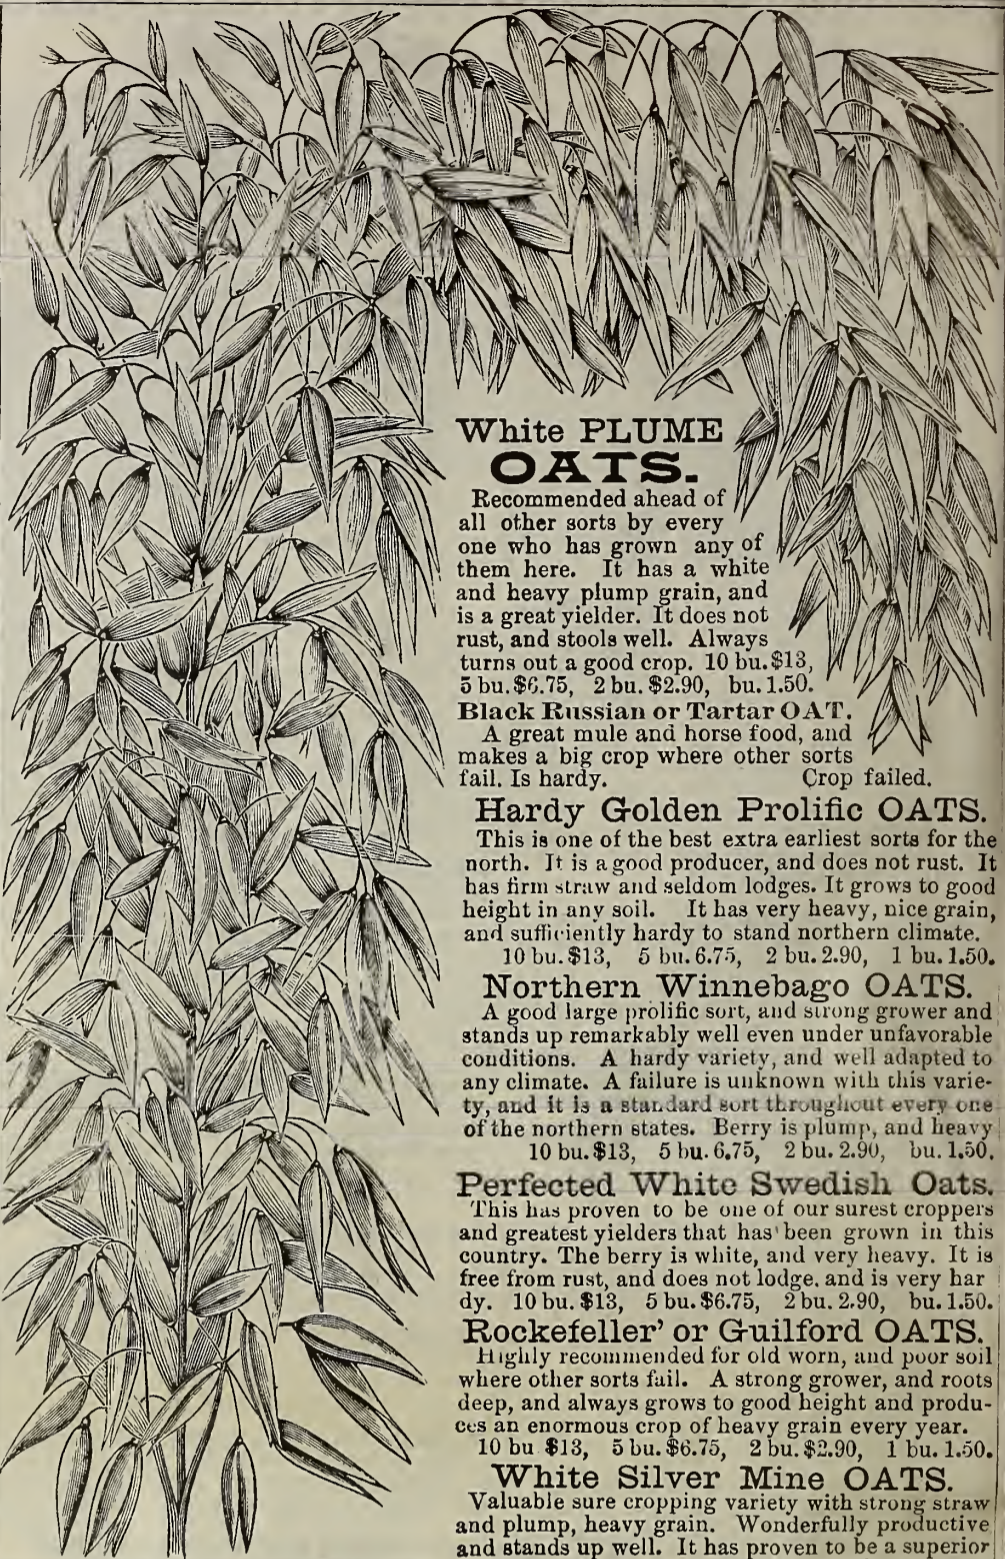 White PLUME
OATS.
Recommended ahead of
all other sorts by every
one who has grown any of
them here. It has a white
and heavy plump grain, and
is a great yielder. It does not
rust, and stools well. Always
turns out a good crop. 10 bu.$13,
5 bu.$6.75, 2 bu. $2.90, bu. 1.50.
Black Russian or Tartar OAT.
A great mule and horse food, and
makes a big crop where other sorts
fail. Is hardy. Crop failed.
Hardy Golden Prolific OATS.
This is one of the best extra earliest sorts for the
north. It is a good producer, and does not rust. It
has firm straw and seldom lodges. It grows to good
height in any soil. It has very heavy, nice grain,
and sufficiently hardy to stand northern climate.
10 bu. $13, 5 bu. 6.75, 2 bu. 2.90, 1 bu. 1.50.
Northern Winnebago OATS.
A good large prolific sort, and strong grower and
stands up remarkably well even under unfavorable
conditions. A hardy variety, and well adapted to
any climate. A failure is unknown with this varie-
ty, and it is a standard sort throughout every one
of the northern states. Berry is plump, and heavy
10 bu. $13, 5 bu. 6.75, 2 bu. 2.90, bu. 1.50.
Perfected White Swedish Oats.
This has proven to be one of our surest croppers
and greatest yielders that has been grown in this
country. The berry is white, and very heavy. It is
free from rust, and does not lodge. and is very har
dy. 10 bu. $13, 5 bu. $6.75, 2 bu. 2.90, bu. 1.50.
Rockefeller' or Guilford OATS.
Highly recommended for old worn, and poor soil
where other sorts fail. A strong grower, and roots
deep, and always grows to good height and produ-
ces an enormous crop of heavy grain every year.
10 bu $13, 5 bu. $6.75, 2 bu. $2.90, 1 bu. 1.50.
White Silver Mine OATS.
Valuable sure cropping variety with strong straw
and plump, heavy grain. Wonderfully productive
and stands up well. It has proven to be a superior